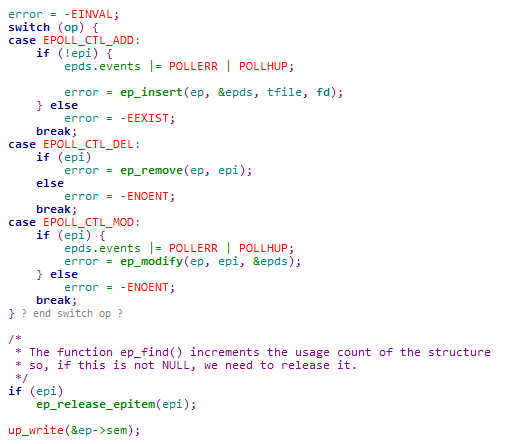 error = -EINVAL;
switch (op) {
case EPOLL_CTL_ADD:
    if (!epi) {
        epds.events |= POLLERR | POLLHUP;

        error = ep_insert(ep, &epds, tfile, fd);
    } else
        error = -EEXIST;
    break;
case EPOLL_CTL_DEL:
    if (epi)
        error = ep_remove(ep, epi);
    else
        error = -ENOENT;
    break;
case EPOLL_CTL_MOD:
    if (epi) {
        epds.events |= POLLERR | POLLHUP;
        error = ep_modify(ep, epi, &epds);
    } else
        error = -ENOENT;
    break;
} ? end switch op ?

/*
 * The function ep_find() increments the usage count of the structure
 * so, if this is not NULL, we need to release it.
 */
if (epi)
    ep_release_epitem(epi);

up_write(&ep->sem);